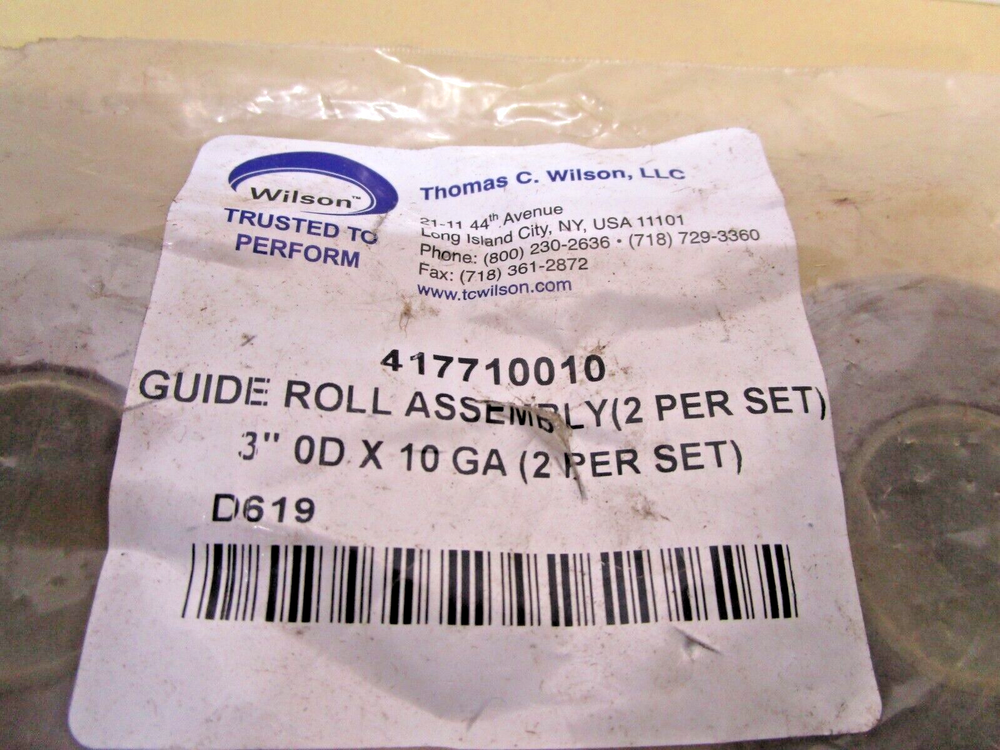 Wilson™
TRUSTED TO
PERFORM
Thomas C. Wilson, LLC
21-11 44th Avenue
Long Island City, NY, USA 11101
Phone: (800) 230-2636 • (718) 729-3360
Fax: (718) 361-2872
www.tcwilson.com
417710010
GUIDE ROLL ASSEMBLY(2 PER SET)
3" 0D X 10 GA (2 PER SET)
D619